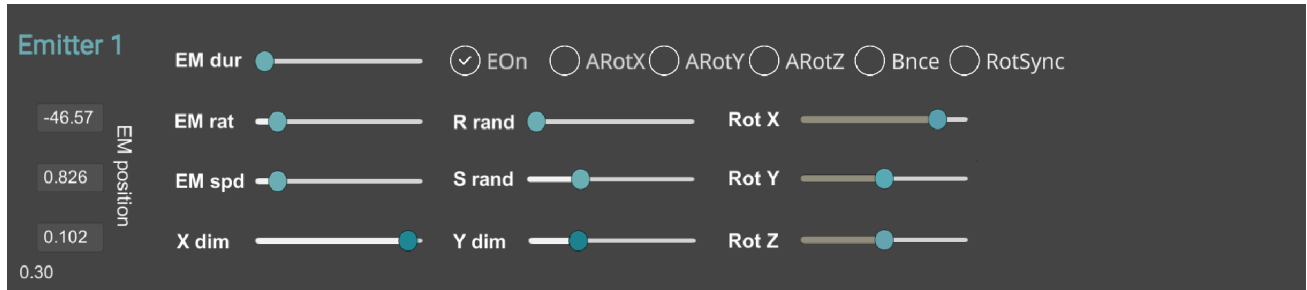 Emitter 1
EM dur EOn ARotX ARotY ARotZ Bnce RotSync
-46.57 EM rat R rand Rot X
EM position
0.826 EM spd S rand Rot Y
0.102 X dim Y dim Rot Z
0.30